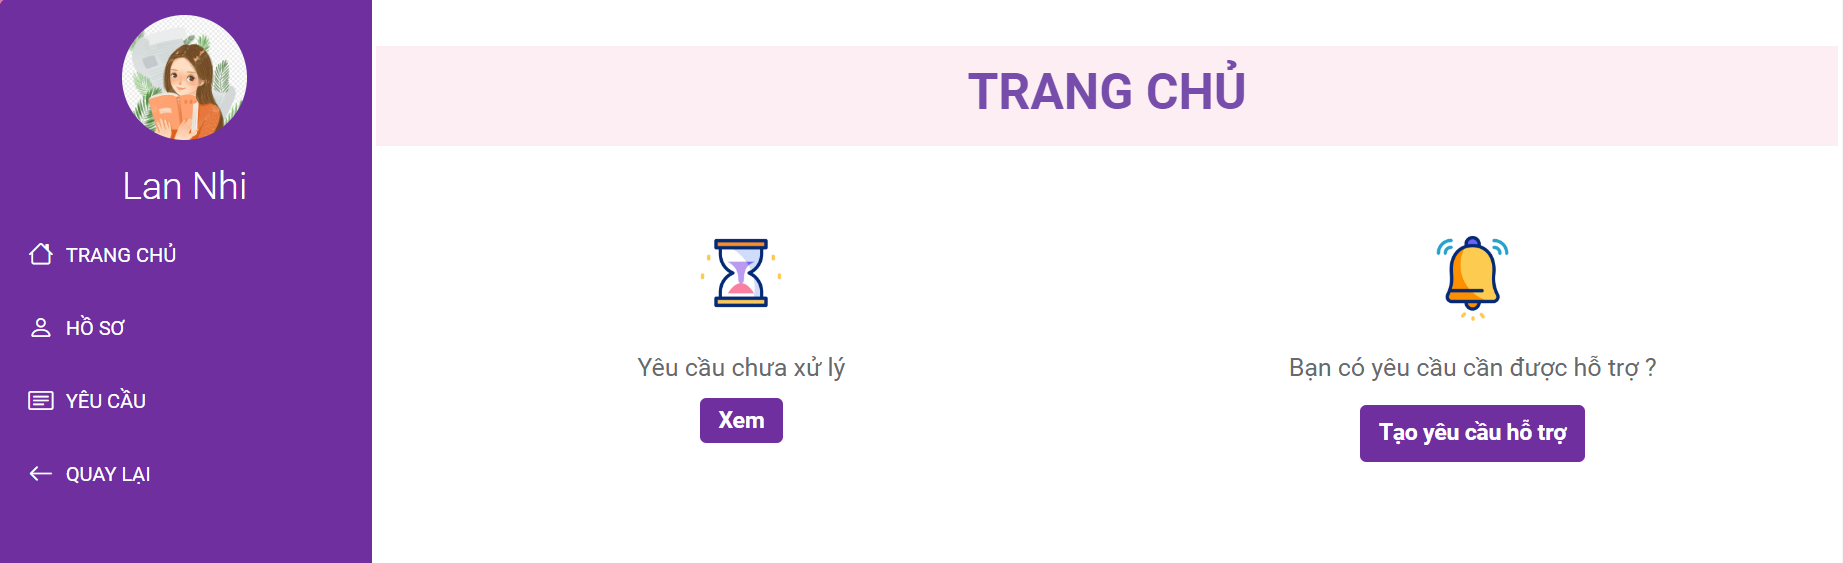 Lan Nhi
TRANG CHỦ
HỒ SƠ
YÊU CẦU
QUAY LẠI
TRANG CHỦ
Yêu cầu chưa xử lý
Xem
Bạn có yêu cầu cần được hỗ trợ ?
Tạo yêu cầu hỗ trợ